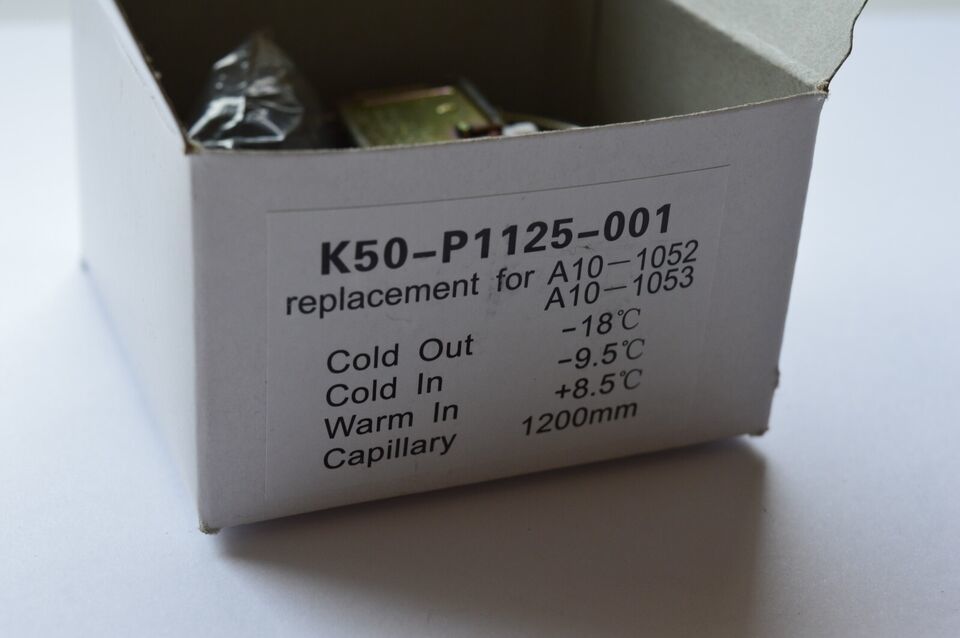 K50-P1125-001
replacement for A10-1052
A10-1053
Cold Out -18℃
Cold In -9.5℃
Warm In +8.5℃
Capillary 1200mm